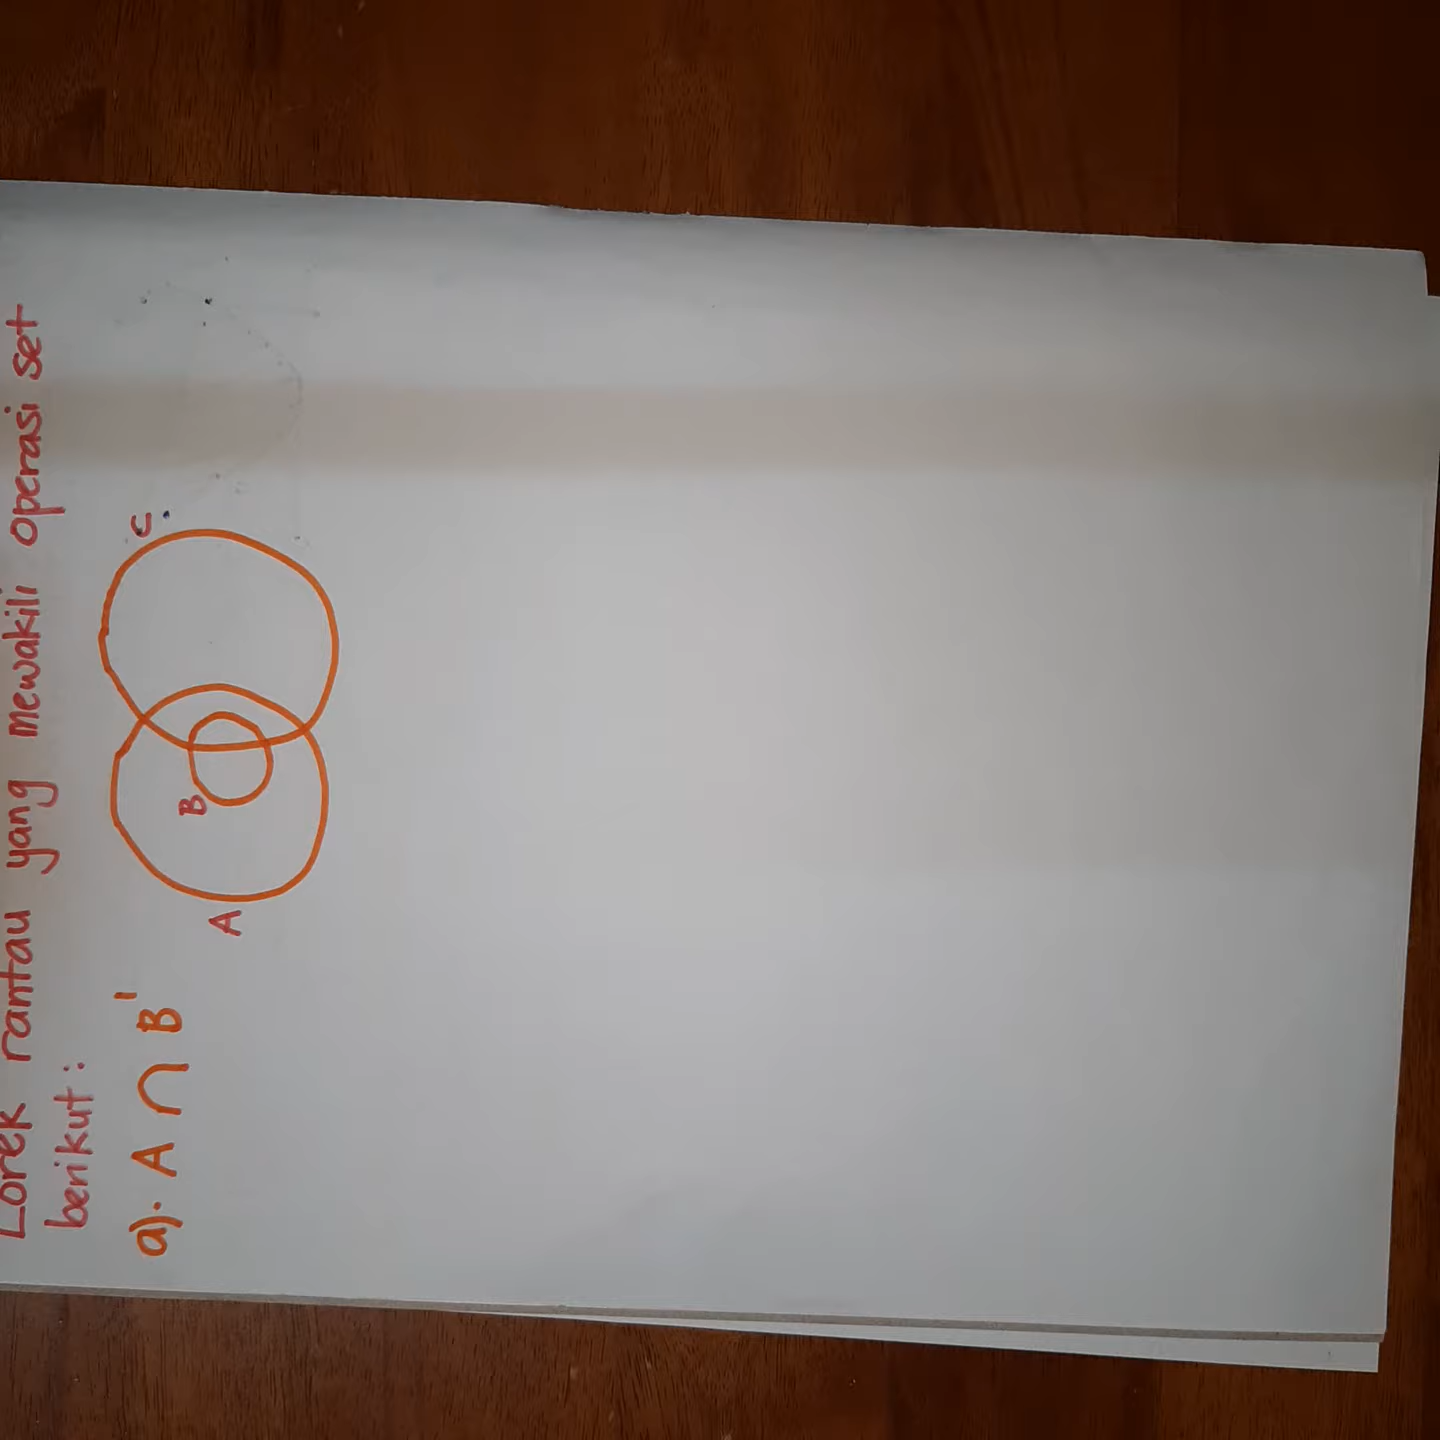 Lorek rantau yang mewakili operasi set
berikut:
a). A ∩ B'
A
B
C